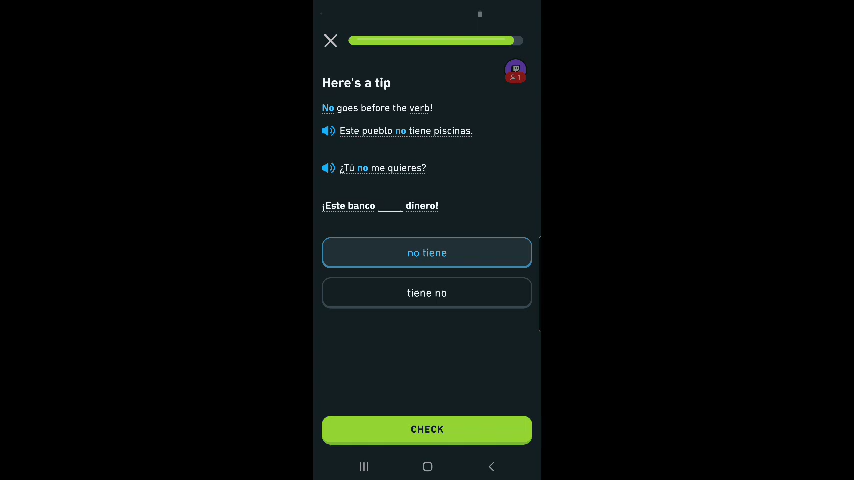 Here's a tip
No goes before the verb!
Este pueblo no tiene piscinas.
¿Tú no me quieres?
¡Este banco _____ dinero!
no tiene
tiene no
CHECK